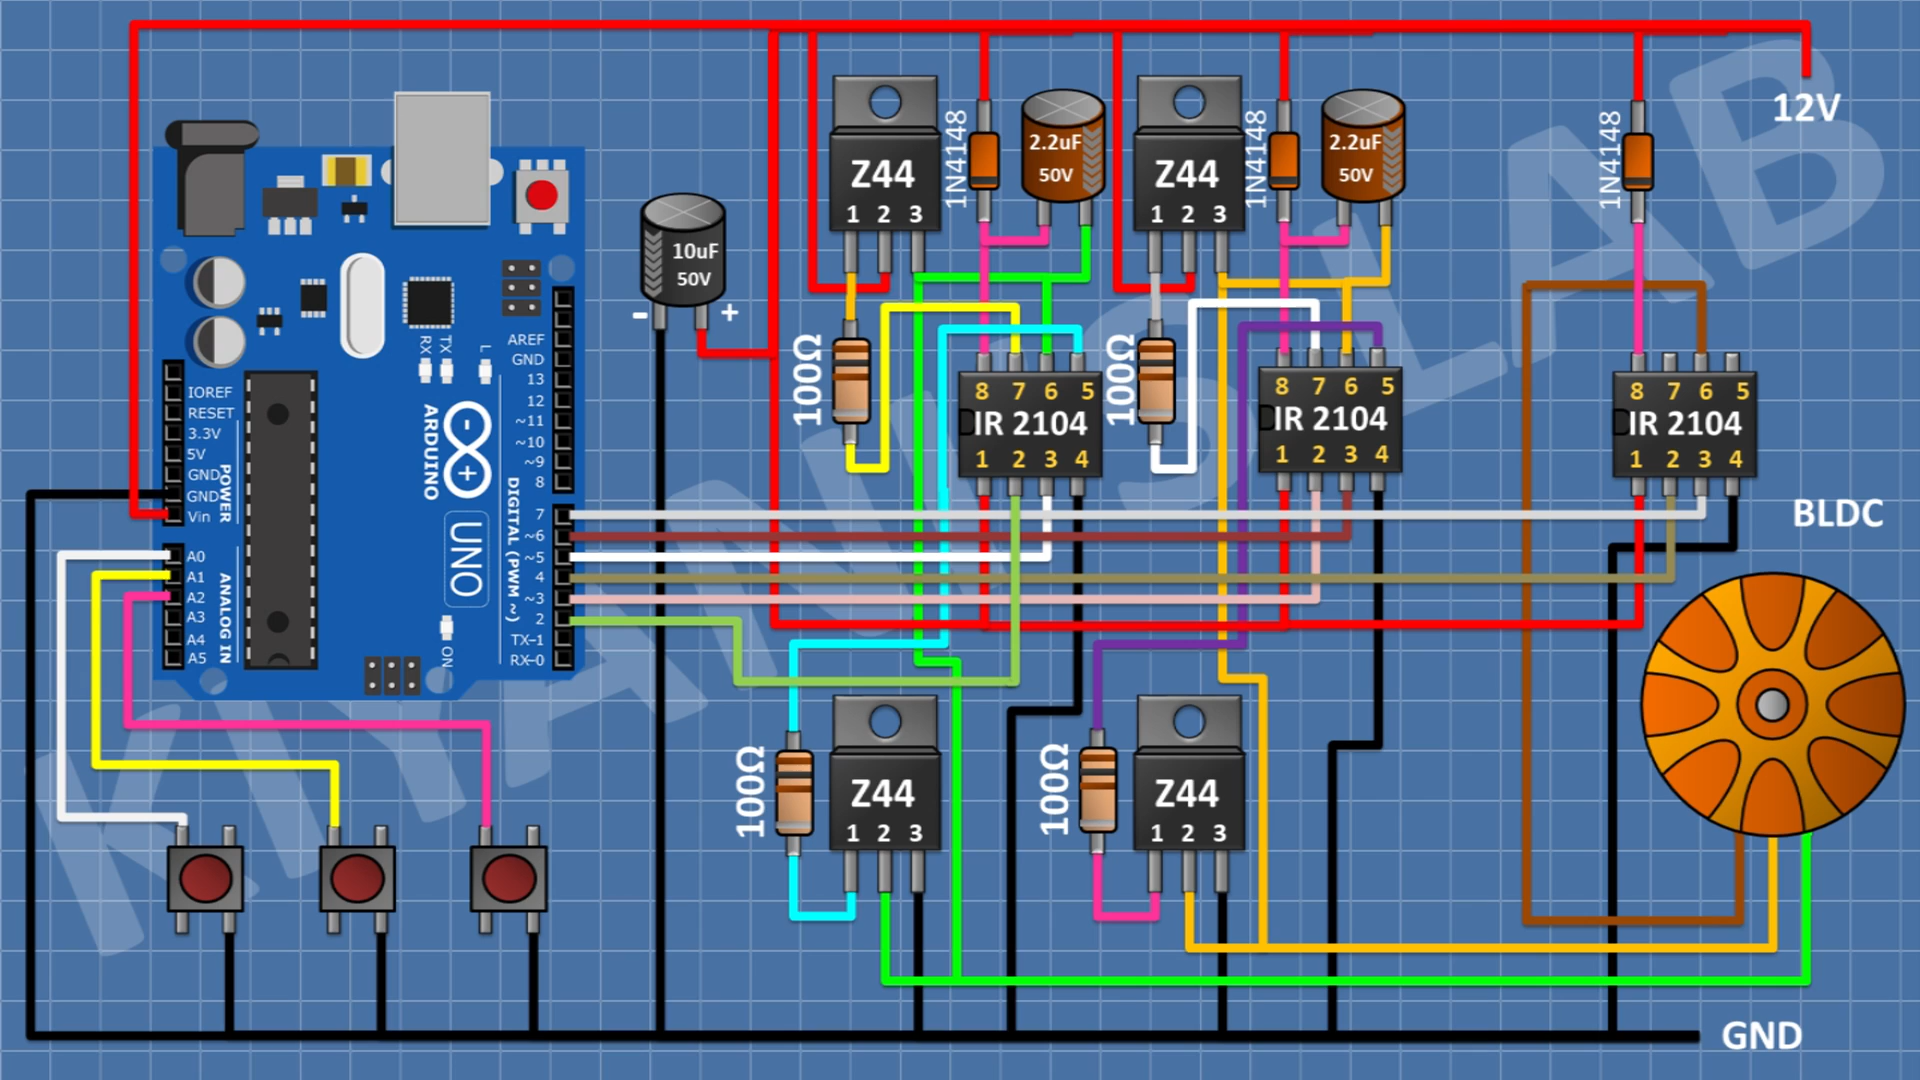 12V
Z44
1 2 3
1N4148
2.2uF
50V
Z44
1 2 3
1N4148
2.2uF
50V
1N4148
10uF
50V
- +
100Ω
8 7 6 5
IR 2104
1 2 3 4
100Ω
8 7 6 5
IR 2104
1 2 3 4
8 7 6 5
IR 2104
1 2 3 4
BLDC
IOREF
RESET
3.3V
5V
GND
GND
Vin
POWER
A0
A1
A2
A3
A4
A5
ANALOG IN
RX
TX
L
ARDUINO
UNO
ON
AREF
GND
13
12
~11
~10
~9
8
7
~6
~5
4
~3
2
TX-1
RX-0
DIGITAL (PWM ~)
100Ω
Z44
1 2 3
100Ω
Z44
1 2 3
GND
KIYANI'S LAB